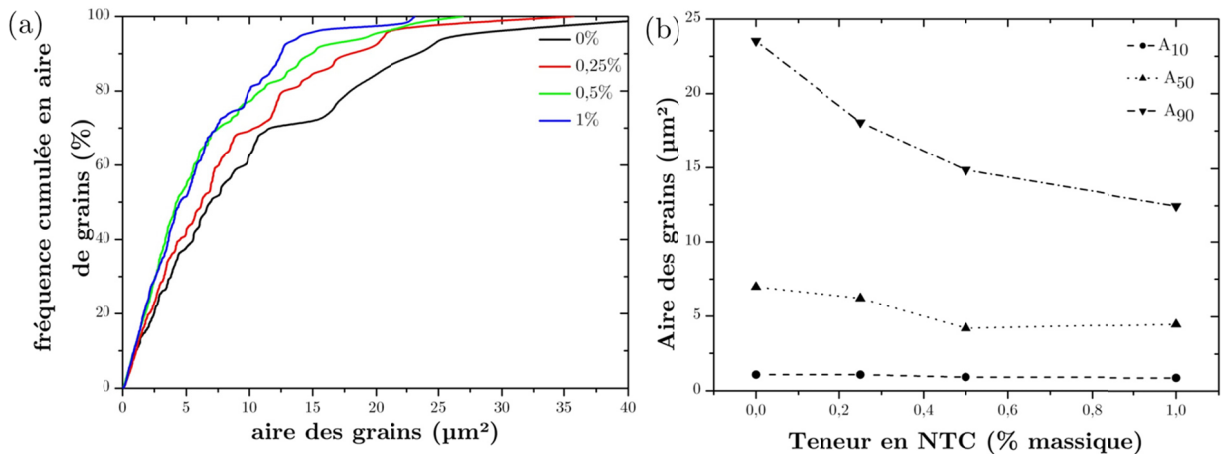 (a)
fréquence cumulée en aire
de grains (%)
100
80
60
40
20
0
0 5 10 15 20 25 30 35 40
aire des grains (µm²)
0%
0,25%
0,5%
1%
(b)
Aire des grains (µm²)
25
20
15
10
5
0
0,0 0,2 0,4 0,6 0,8 1,0
Teneur en NTC (% massique)
A10
A50
A90